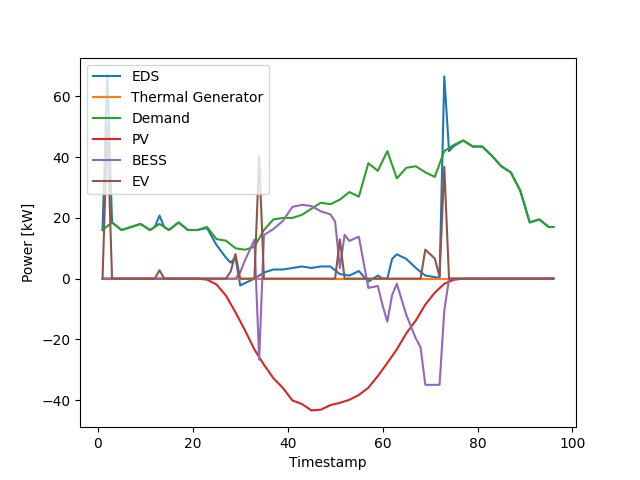 EDS
Thermal Generator
Demand
PV
BESS
EV
Power [kW]
60
40
20
0
−20
−40
0 20 40 60 80 100
Timestamp